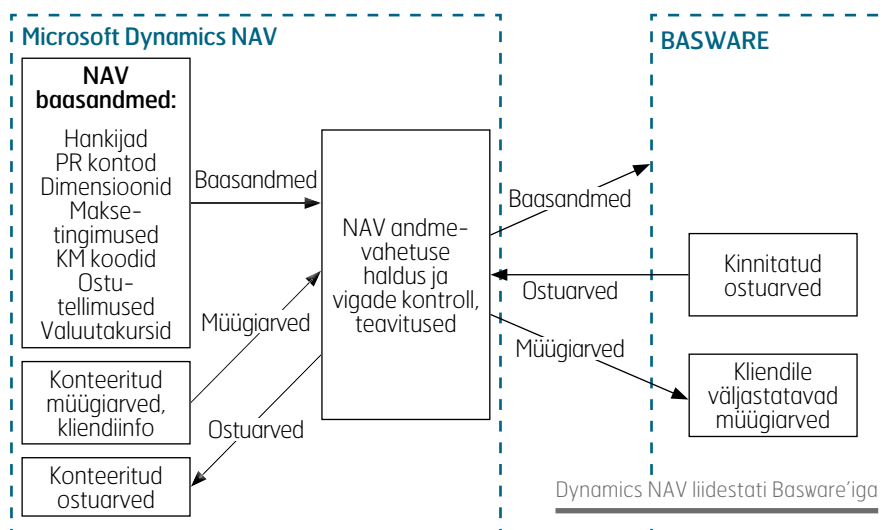 Microsoft Dynamics NAV
BASWARE
NAV
baasandmed:
Hankijad
PR kontod
Dimensioonid
Makse-
tingimused
KM koodid
Ostu-
tellimused
Valuutakursid
Baasandmed
Müügiarved
Konteeritud
müügiarved,
kliendiinfo
Ostuarved
Konteeritud
ostuarved
NAV andme-
vahetuse
haldus ja
vigade kontroll,
teavitused
Baasandmed
Ostuarved
Müügiarved
Kinnitatud
ostuarved
Kliendile
väljastatavad
müügiarved
Dynamics NAV liidestati Basware’iga